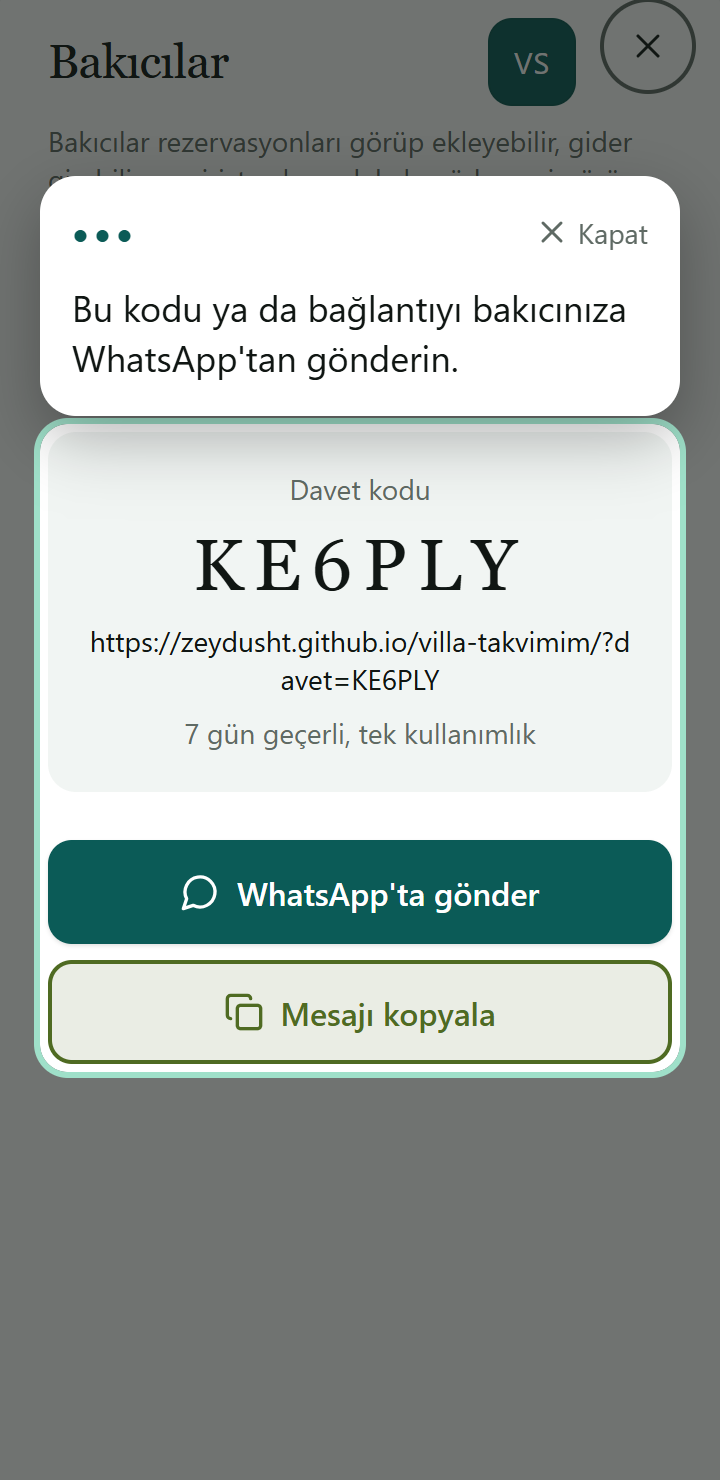 Bakıcılar
VS
Bakıcılar rezervasyonları görüp ekleyebilir, gider
Kapat
Bu kodu ya da bağlantıyı bakıcınıza
WhatsApp'tan gönderin.
Davet kodu
KE6PLY
https://zeydusht.github.io/villa-takvimim/?d
avet=KE6PLY
7 gün geçerli, tek kullanımlık
WhatsApp'ta gönder
Mesajı kopyala